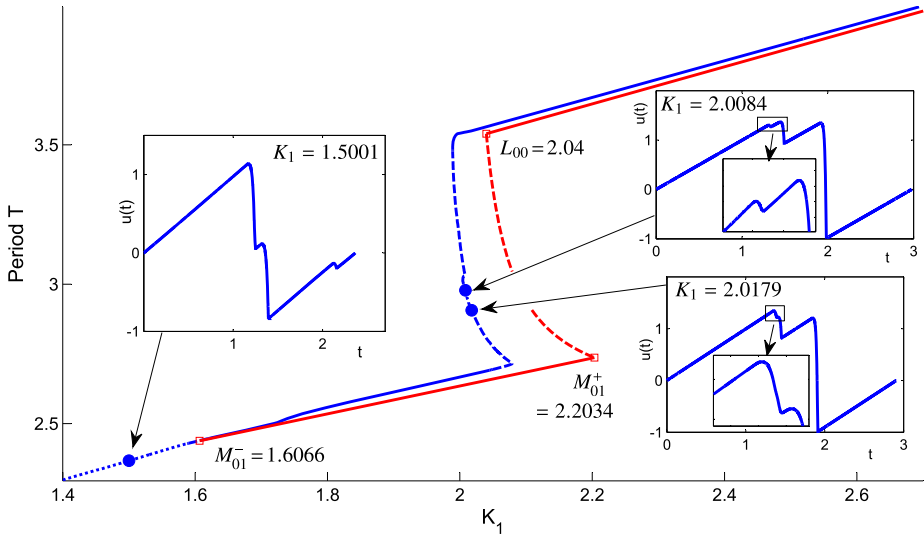 Period T
3.5
3
2.5
1.4
1.6
1.8
2
2.2
2.4
2.6
K₁
K₁ = 1.5001
u(t)
1
0
-1
1
2
t
L₀₀=2.04
M₀₁⁺
= 2.2034
M₀₁⁻=1.6066
K₁ = 2.0084
u(t)
1
0
-1
0
1
2
3
t
K₁ = 2.0179
u(t)
1
0
-1
0
1
2
3
t